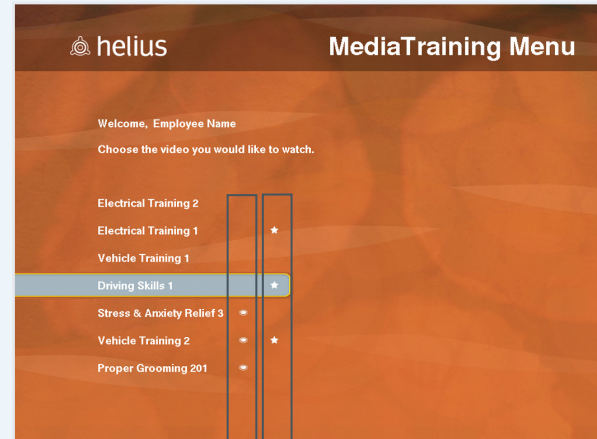 helius
MediaTraining Menu
Welcome, Employee Name
Choose the video you would like to watch.
Electrical Training 2
Electrical Training 1
Vehicle Training 1
Driving Skills 1
Stress & Anxiety Relief 3
Vehicle Training 2
Proper Grooming 201